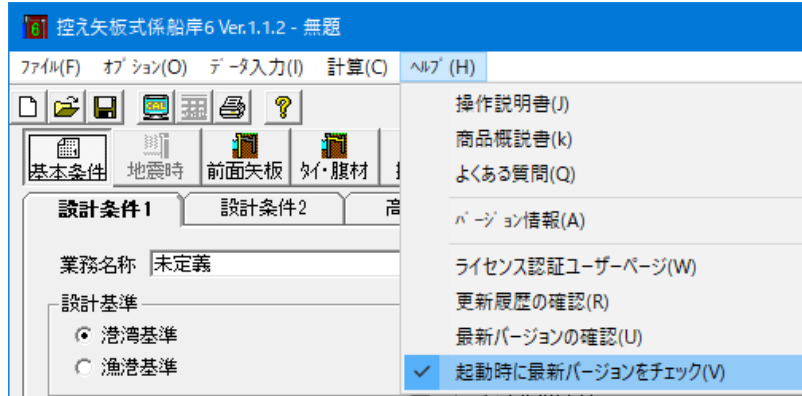 控え矢板式係船岸6 Ver.1.1.2 - 無題
ﾌｧｲﾙ(F) ｵﾌﾟｼｮﾝ(O) ﾃﾞｰﾀ入力(I) 計算(C) ﾍﾙﾌﾟ(H)
操作説明書(J)
商品概説書(k)
よくある質問(Q)
ﾊﾞｰｼﾞｮﾝ情報(A)
ライセンス認証ユーザーページ(W)
更新履歴の確認(R)
最新バージョンの確認(U)
起動時に最新バージョンをチェック(V)
基本条件 地震時 前面矢板 ﾀｲ・腹材
設計条件1 設計条件2 高
業務名称 未定義
設計基準
港湾基準
漁港基準